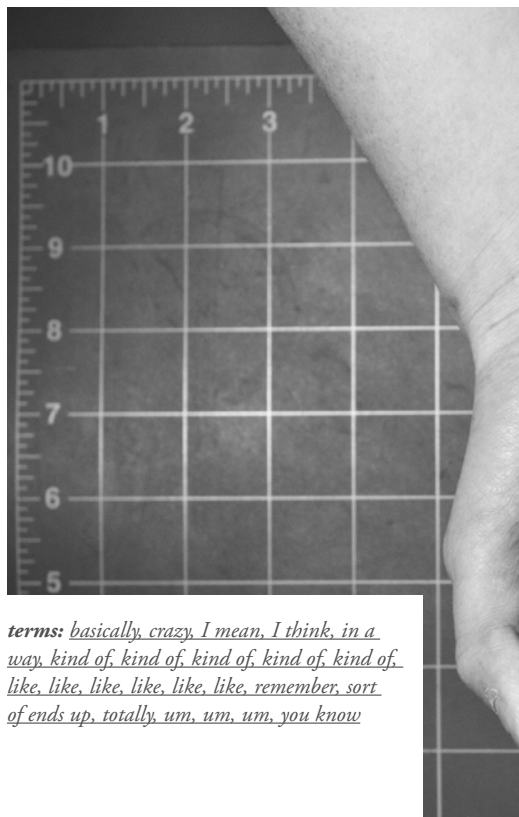 1 2 3
10
9
8
7
6
5
terms: basically, crazy, I mean, I think, in a
way, kind of, kind of, kind of, kind of, kind of,
like, like, like, like, like, like, remember, sort
of ends up, totally, um, um, um, you know